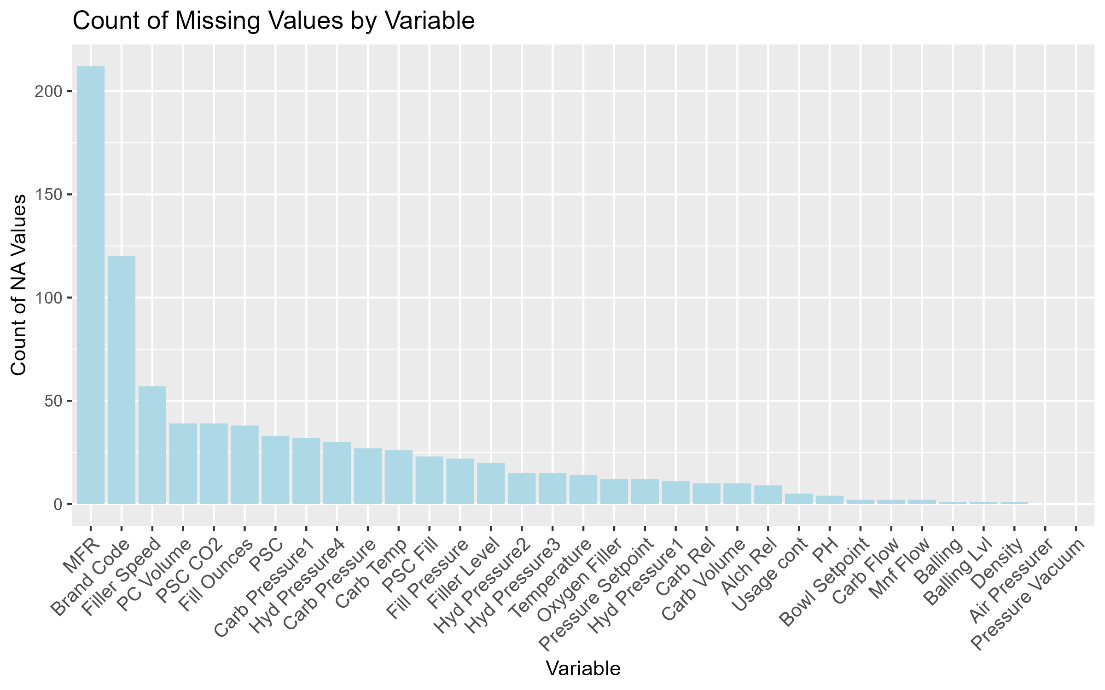 Count of Missing Values by Variable
Count of NA Values
200
150
100
50
0
MFR
Brand Code
Filler Speed
PC Volume
PSC CO2
Fill Ounces
PSC
Carb Pressure1
Hyd Pressure4
Carb Pressure
Carb Temp
PSC Fill
Fill Pressure
Filler Level
Hyd Pressure2
Hyd Pressure3
Temperature
Oxygen Filler
Pressure Setpoint
Hyd Pressure1
Carb Rel
Carb Volume
Alch Rel
Usage cont
PH
Bowl Setpoint
Carb Flow
Mnf Flow
Balling
Balling Lvl
Density
Air Pressurer
Pressure Vacuum
Variable